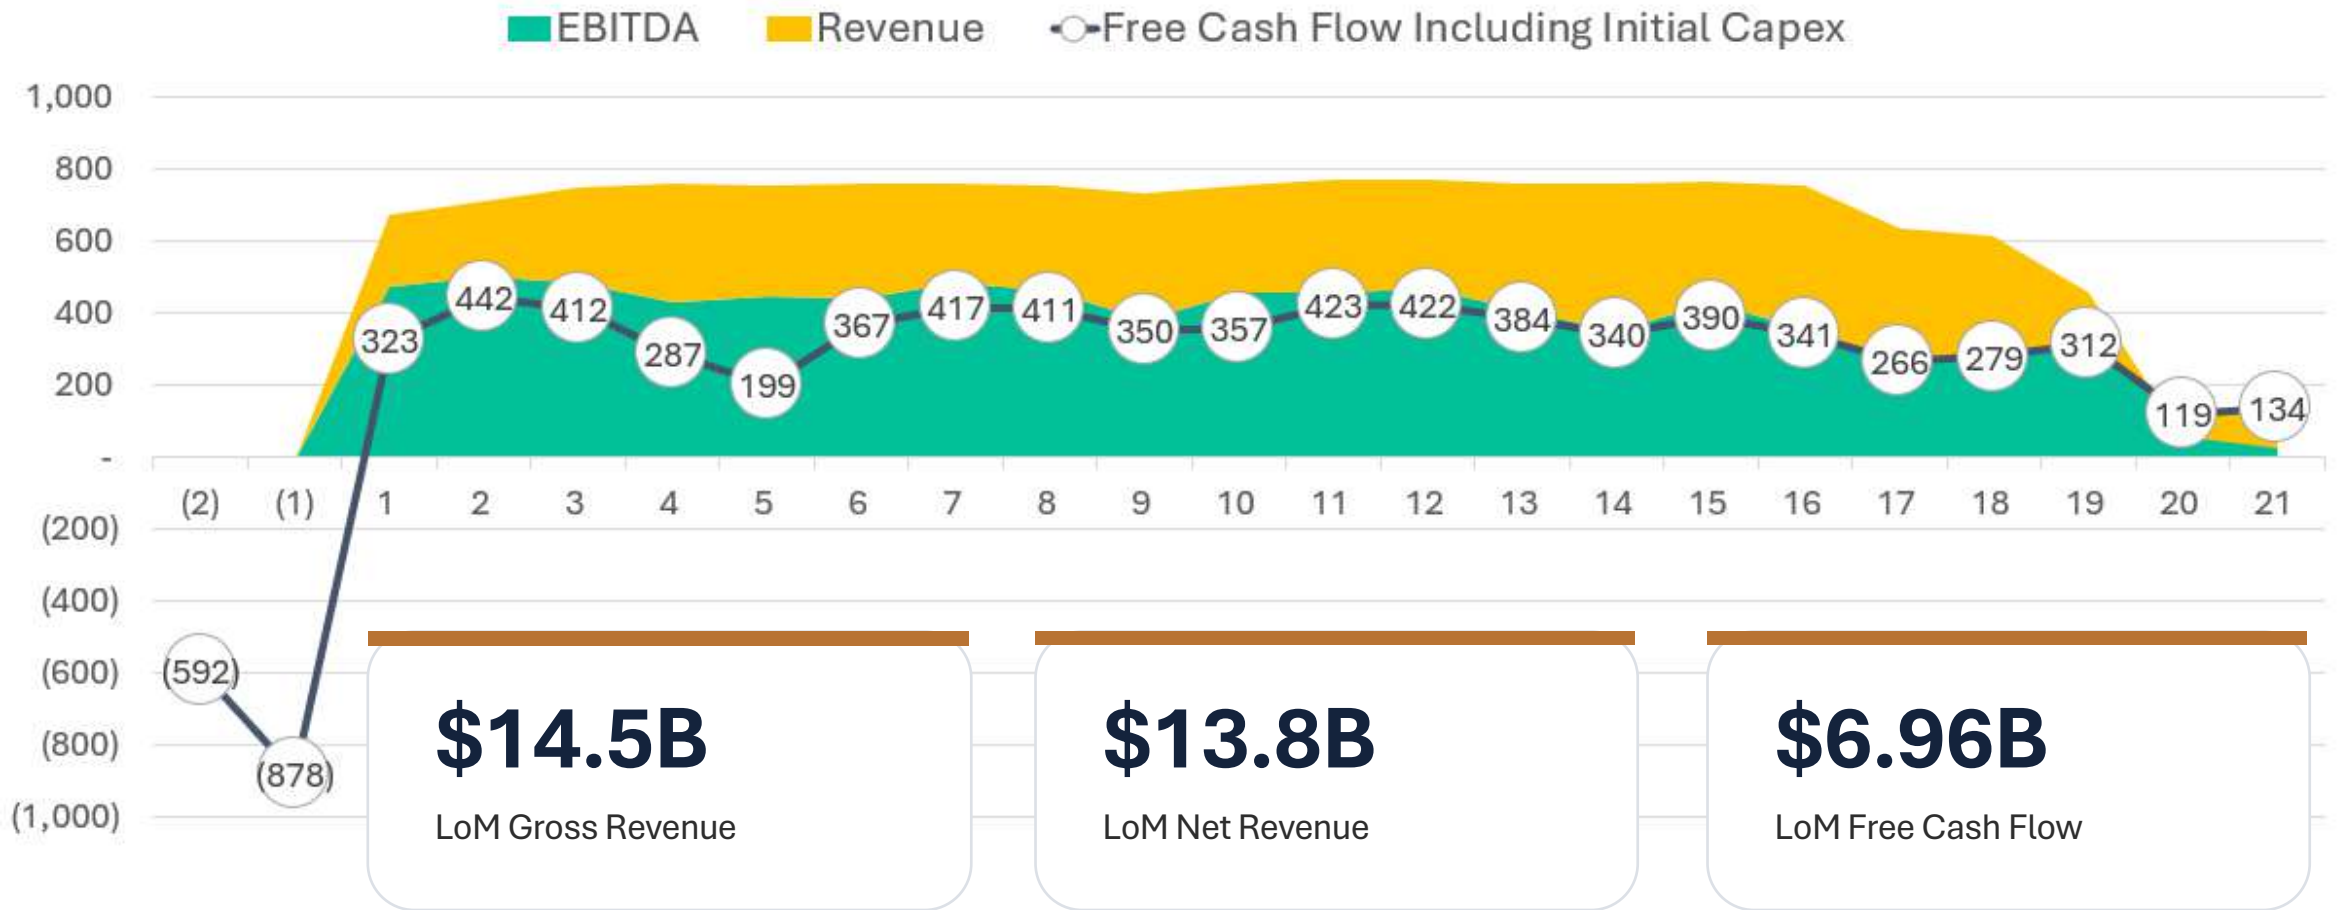 EBITDA Revenue Free Cash Flow Including Initial Capex
1,000
800
600
400
200
-
(200)
(400)
(600)
(800)
(1,000)
(592) (878) 323 442 412 287 199 367 417 411 350 357 423 422 384 340 390 341 266 279 312 119 134
(2) (1) 1 2 3 4 5 6 7 8 9 10 11 12 13 14 15 16 17 18 19 20 21
$14.5B
LoM Gross Revenue
$13.8B
LoM Net Revenue
$6.96B
LoM Free Cash Flow